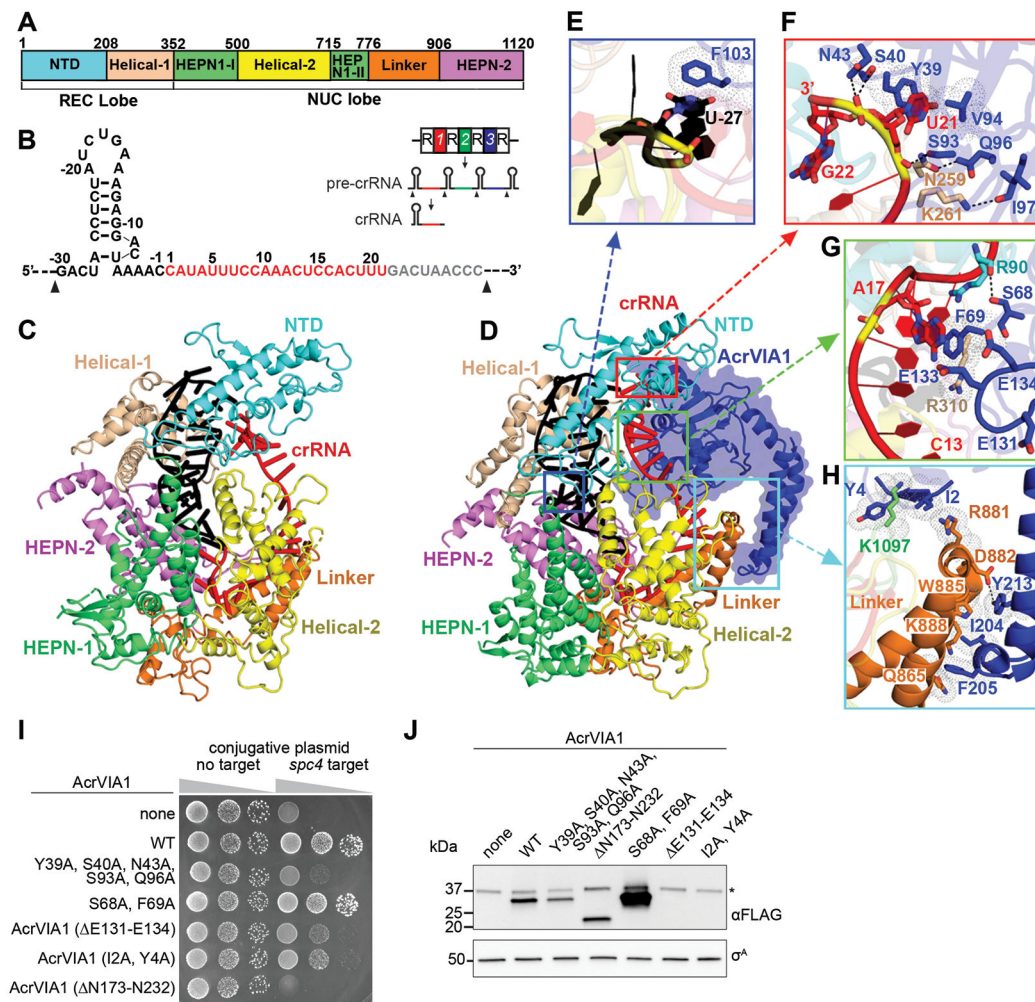 A
1 208 352 500 715 776 906 1120
NTD Helical-1 HEPN1-I Helical-2 HEP N1-II Linker HEPN-2
REC Lobe NUC lobe
B
-20
-10
-30 -1 1 5 10 15 20
5' GACU AAAACCAUAUUUCCAAACUCCACUUUGACUAACCC 3'
R 1 R 2 R 3 R
pre-crRNA
crRNA
C
NTD
Helical-1
crRNA
HEPN-2
Linker
HEPN-1
Helical-2
D
crRNA
NTD
Helical-1
AcrVIA1
HEPN-2
Linker
HEPN-1
Helical-2
E
F103
U-27
F
N43
S40
Y39
3'
U21
V94
S93
Q96
G22
N259
K261
I97
G
R90
A17
S68
F69
E133
E134
R310
C13
E131
H
Y4
I2
R881
K1097
D882
W885
Y213
Linker
K888
I204
Q865
F205
I
conjugative plasmid
AcrVIA1 no target spc4 target
none
WT
Y39A, S40A, N43A,
S93A, Q96A
S68A, F69A
AcrVIA1 (ΔE131-E134)
AcrVIA1 (I2A, Y4A)
AcrVIA1 (ΔN173-N232)
J
AcrVIA1
none
WT
Y39A, S40A, N43A,
S93A, Q96A
ΔN173-N232
S68A, F69A
ΔE131-E134
I2A, Y4A
kDa
37 *
25 αFLAG
20
50 σᴬ